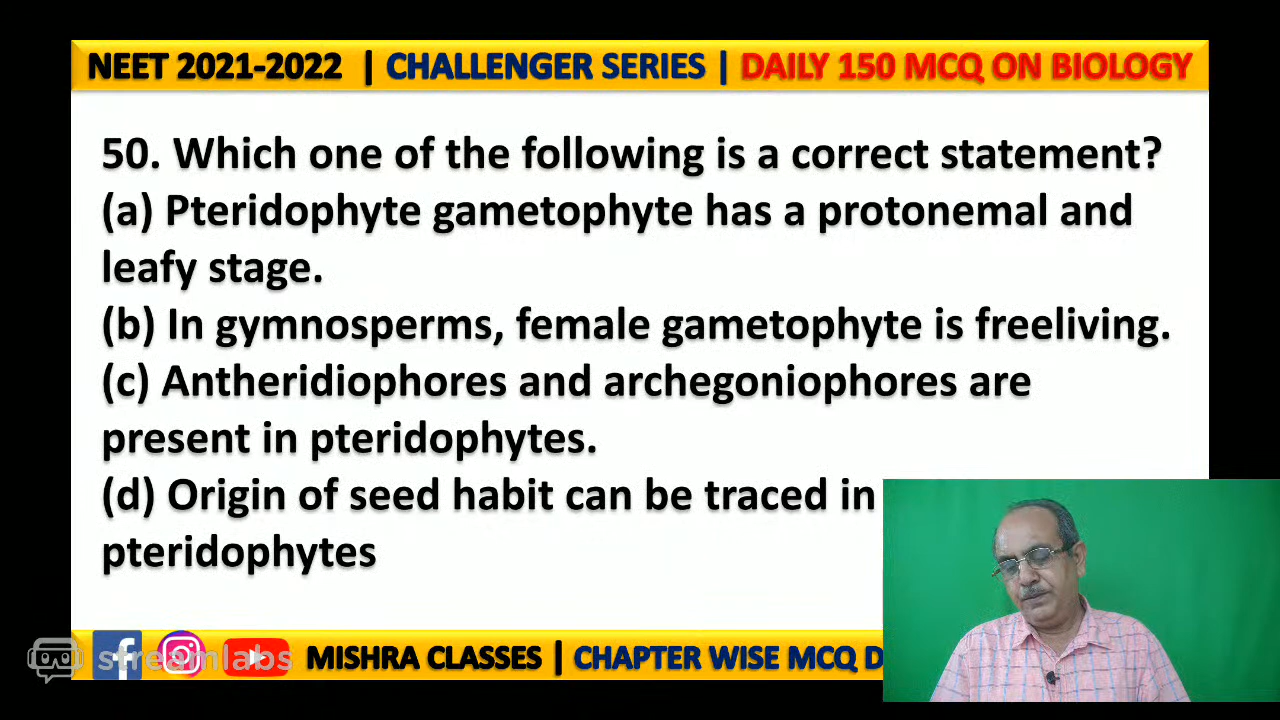 NEET 2021-2022 | CHALLENGER SERIES | DAILY 150 MCQ ON BIOLOGY
50. Which one of the following is a correct statement?
(a) Pteridophyte gametophyte has a protonemal and
leafy stage.
(b) In gymnosperms, female gametophyte is freeliving.
(c) Antheridiophores and archegoniophores are
present in pteridophytes.
(d) Origin of seed habit can be traced in
pteridophytes
streamlabs
MISHRA CLASSES | CHAPTER WISE MCQ D